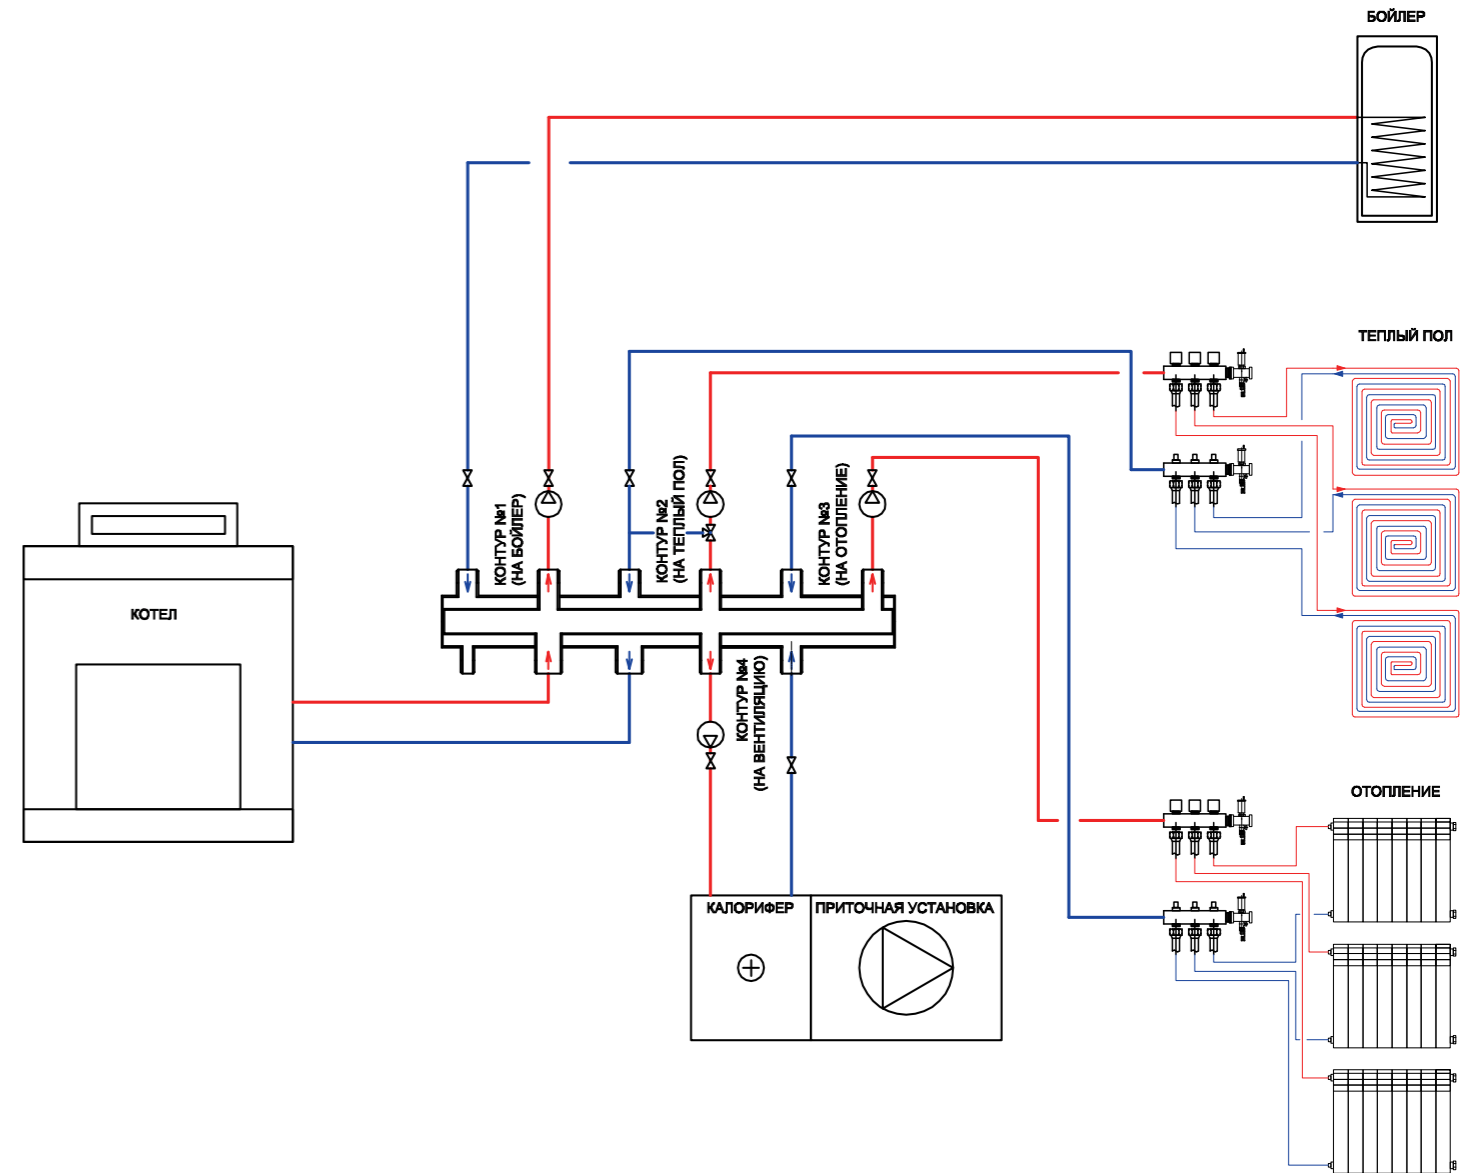 БОЙЛЕР
ТЕПЛЫЙ ПОЛ
КОНТУР №1
(НА БОЙЛЕР)
КОНТУР №2
(НА ТЕПЛЫЙ ПОЛ)
КОНТУР №3
(НА ОТОПЛЕНИЕ)
КОТЕЛ
КОНТУР №4
(НА ВЕНТИЛЯЦИЮ)
ОТОПЛЕНИЕ
КАЛОРИФЕР
ПРИТОЧНАЯ УСТАНОВКА